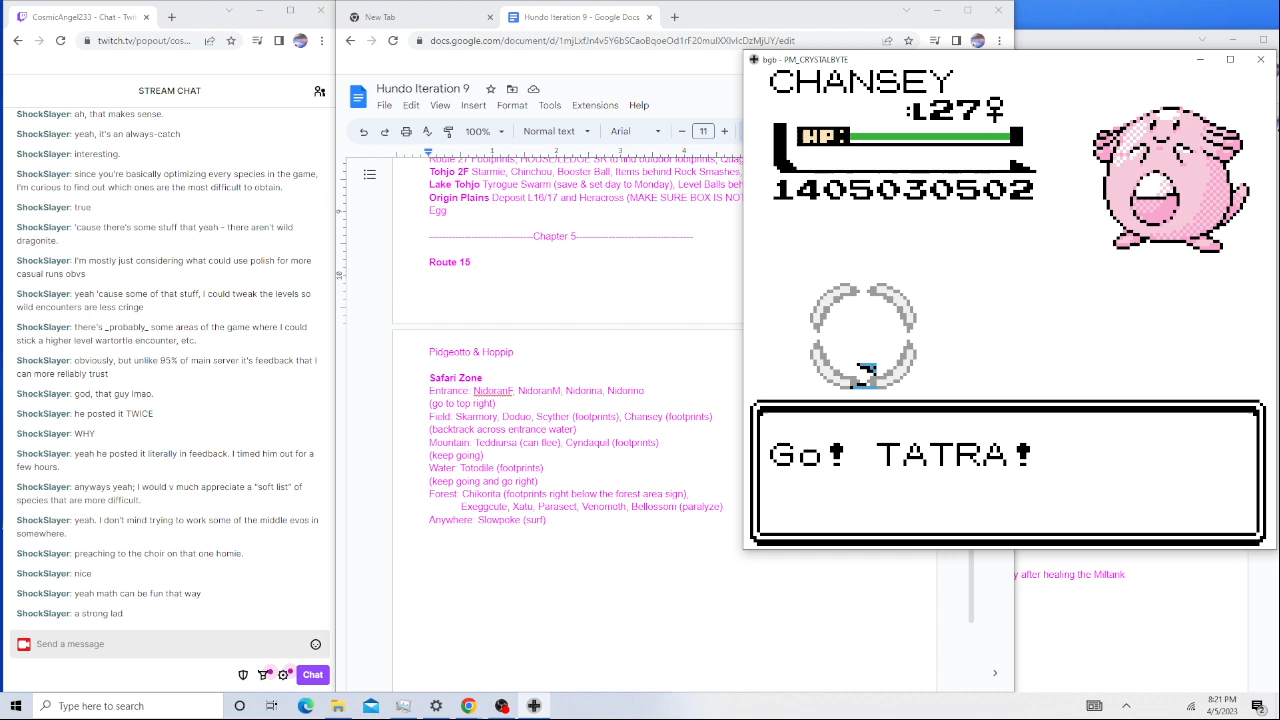 CosmicAngel233 - Chat - Twi
twitch.tv/popout/cos...
STREAM CHAT
ShockSlayer: ah, that makes sense.
ShockSlayer: yeah, it's an always-catch
ShockSlayer: interesting.
ShockSlayer: since you're basically optimizing every species in the game,
I'm curious to find out which ones are the most difficult to obtain.
ShockSlayer: true
ShockSlayer: 'cause there's some stuff that yeah - there aren't wild
dragonite.
ShockSlayer: I'm mostly just considering what could use polish for more
casual runs obvs
ShockSlayer: yeah 'cause some of that stuff, I could tweak the levels so
wild encounters are less cringe
ShockSlayer: there's _probably_ some areas of the game where I could
stick a higher level wartortle encounter, etc.
ShockSlayer: obviously, but unlike 95% of main server it's feedback that I
can more reliably trust
ShockSlayer: god, that guy lmao.
ShockSlayer: he posted it TWICE
ShockSlayer: WHY
ShockSlayer: yeah he posted it literally in feedback. I timed him out for a
few hours.
ShockSlayer: anyways yeah; I would v much appreciate a "soft list" of
species that are more difficult.
ShockSlayer: yeah. I don't mind trying to work some of the middle evos in
somewhere.
ShockSlayer: preaching to the choir on that one homie.
ShockSlayer: nice
ShockSlayer: yeah math can be fun that way
ShockSlayer: a strong lad
Send a message
Chat
New Tab
Hundo Iteration 9 - Google Docs
Hundo Iteration 9
File Edit View Insert Format Tools Extensions Help
100% Normal text Arial 11
1 2 3 4
Tohjo 2F Starmie, Chinchou, Booster Ball, Items behind Rock Smashes,
Lake Tohjo Tyrogue Swarm (save & set day to Monday), Level Balls beh
Origin Plains Deposit L16/17 and Heracross (MAKE SURE BOX IS NOT
Egg
Chapter 5
Route 15
Pidgeotto & Hoppip
Safari Zone
Entrance: NidoranF, NidoranM, Nidorina, Nidorino
(go to top right)
Field: Skarmory, Doduo, Scyther (footprints), Chansey (footprints)
(backtrack across entrance water)
Mountain: Teddiursa (can flee), Cyndaquil (footprints)
(keep going)
Water: Totodile (footprints)
(keep going and go right)
Forest: Chikorita (footprints right below the forest area sign),
Exeggcute, Xatu, Parasect, Venomoth, Bellossom (paralyze)
Anywhere: Slowpoke (surf)
y after healing the Miltank
bgb - PM_CRYSTALBYTE
CHANSEY
:L27♀
HP:
1405030502
Go! TATRA!
Type here to search
8:21 PM
4/5/2023
2